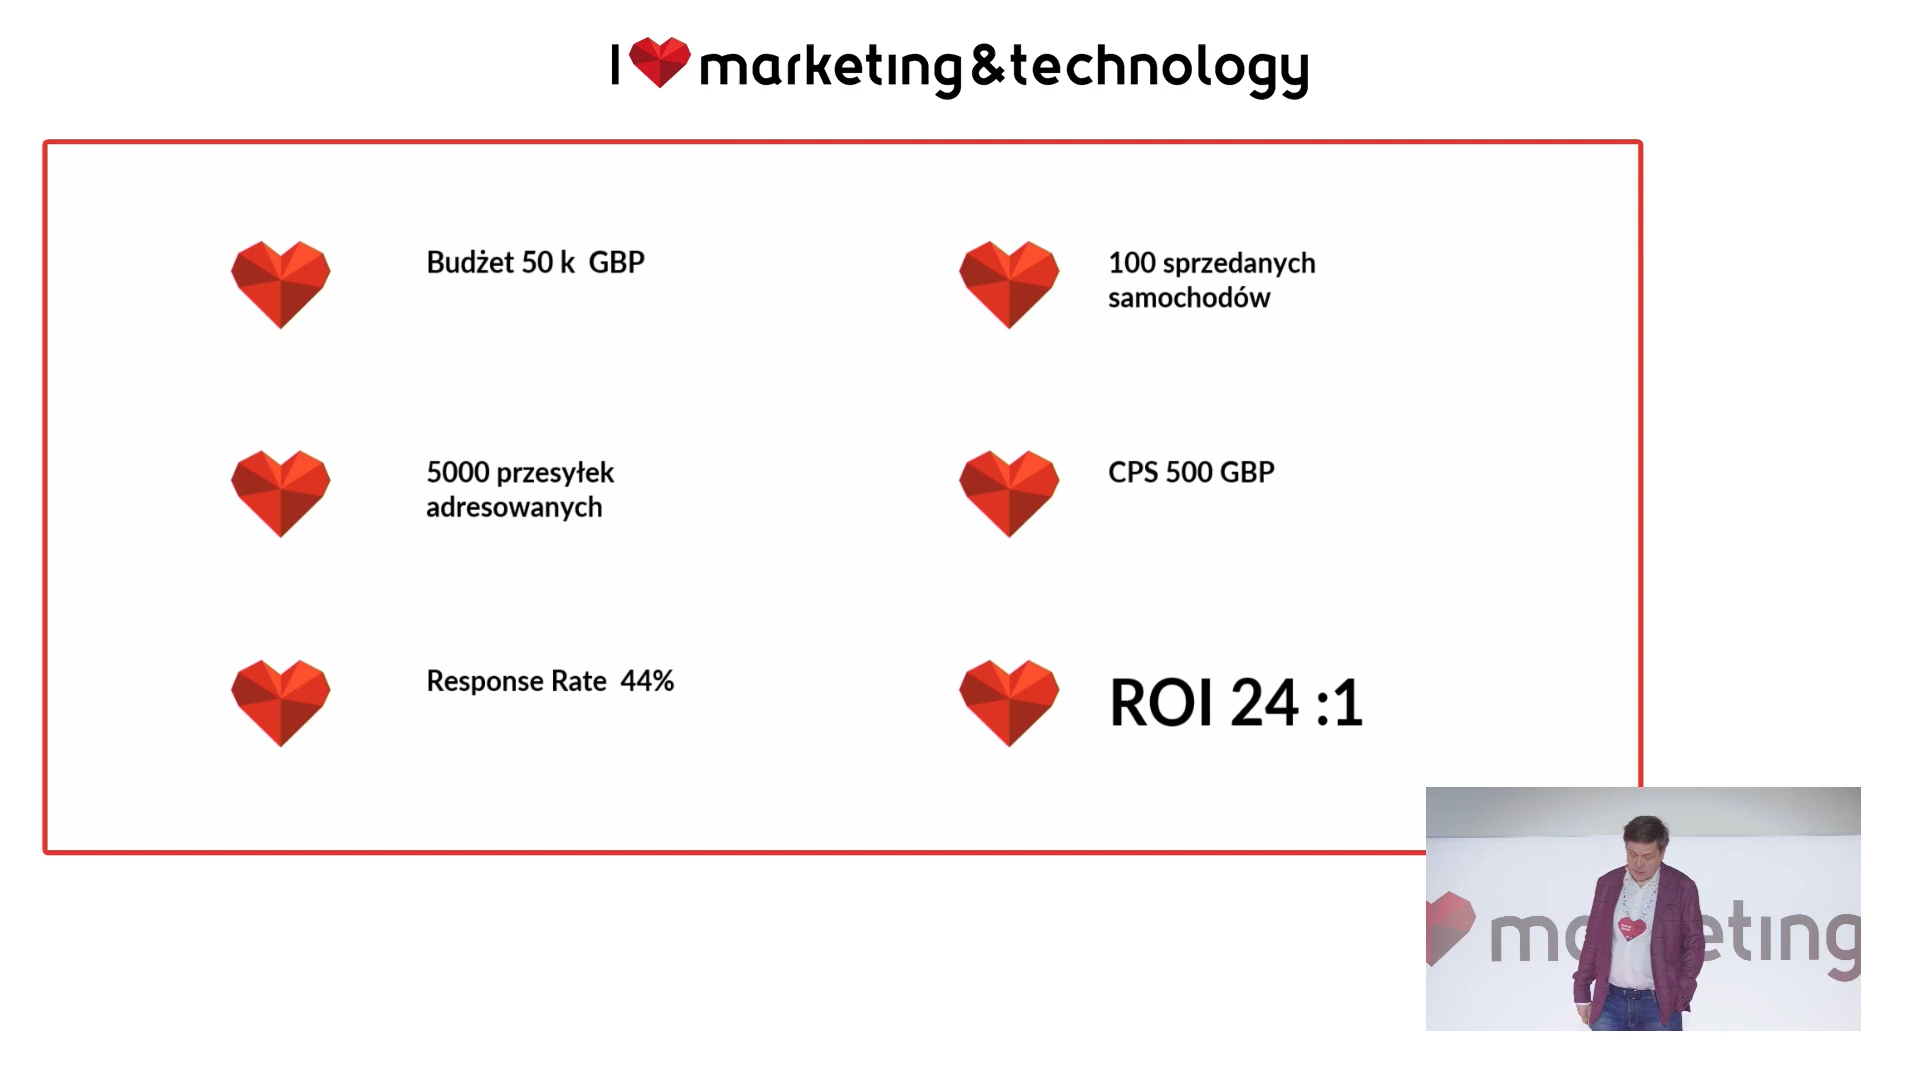 I marketing&technology
Budżet 50 k GBP
100 sprzedanych
samochodów
5000 przesyłek
adresowanych
CPS 500 GBP
Response Rate 44%
ROI 24 :1
marketing